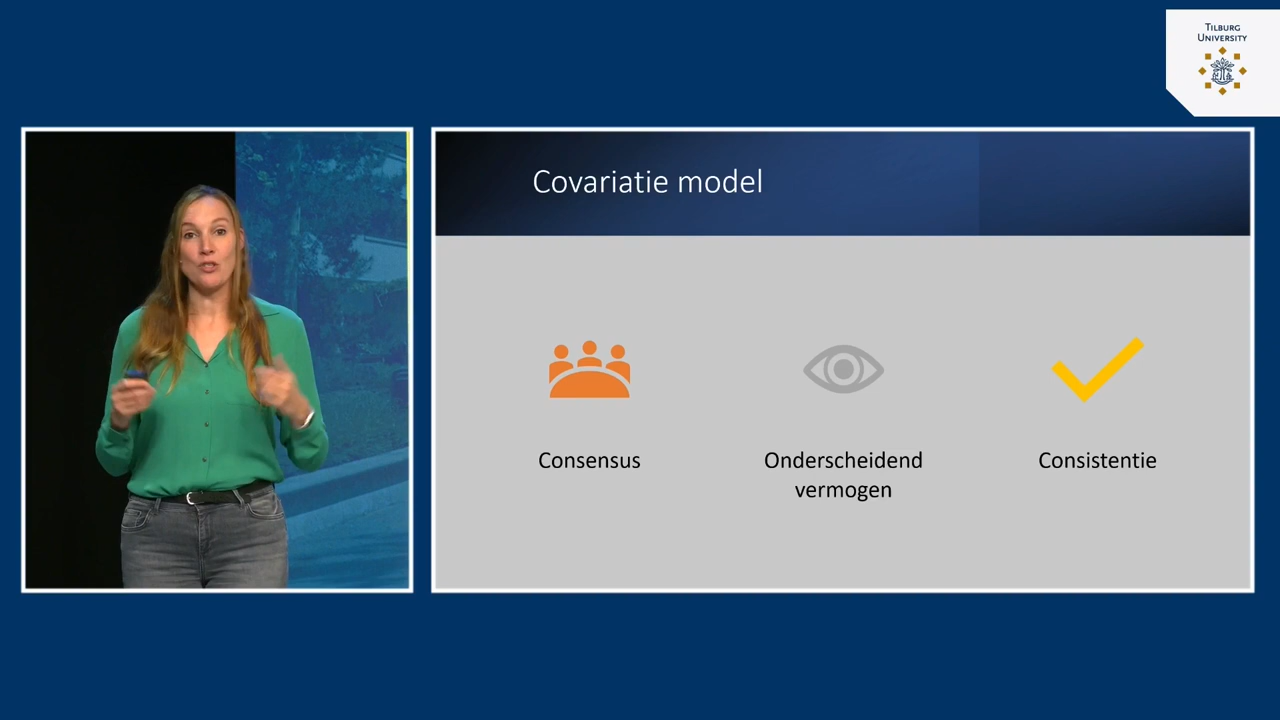 TILBURG
UNIVERSITY
Covariatie model
Consensus
Onderscheidend
vermogen
Consistentie